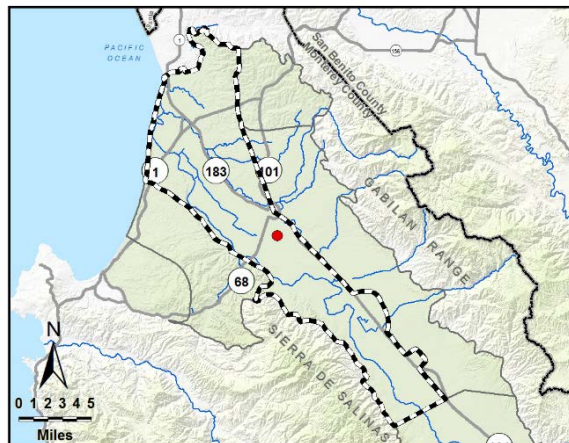 1
156
PACIFIC
OCEAN
San Benito County
Monterey County
183
101
1
GABILAN RANGE
68
SIERRA DE SALINAS
N
0 1 2 3 4 5
Miles